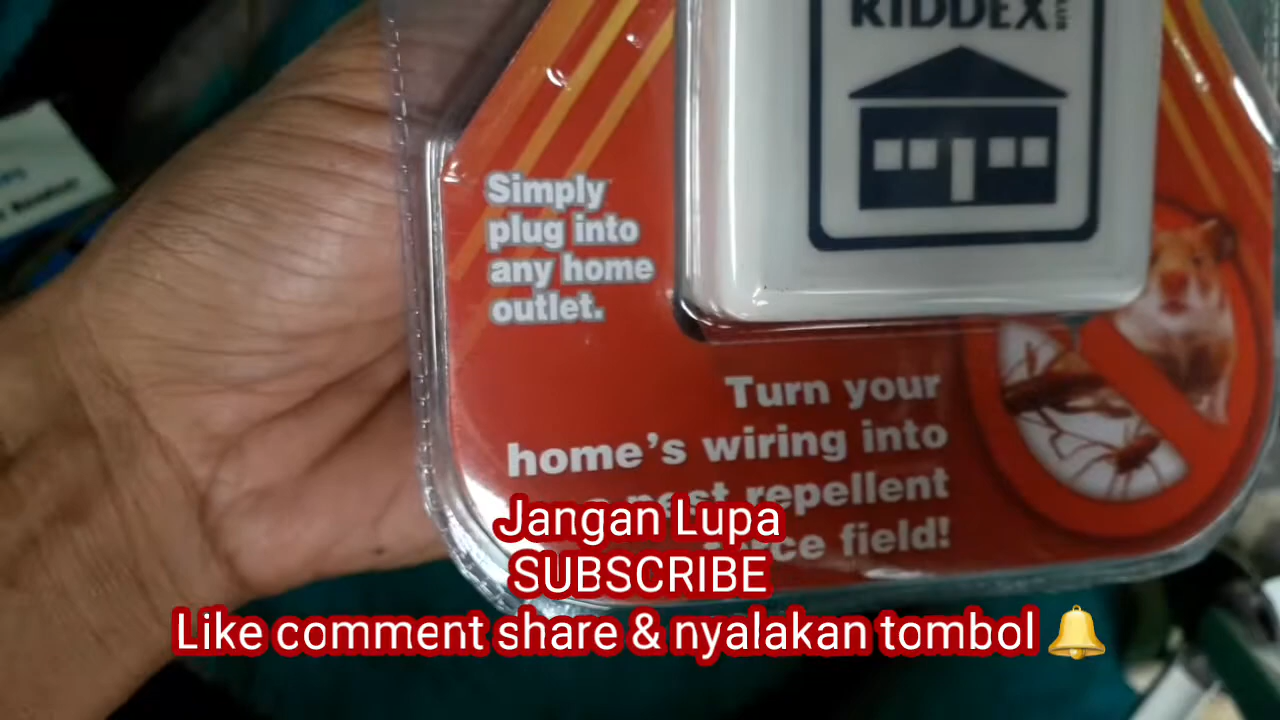 RIDDEX
Simply
plug into
any home
outlet.
Turn your
home's wiring into
a pest repellent
force field!
Jangan Lupa
SUBSCRIBE
Like comment share & nyalakan tombol 🔔